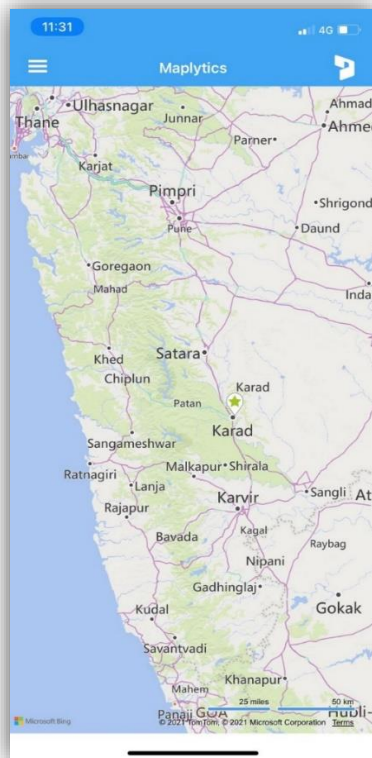 11:31
4G
Maplytics
Ulhasnagar
Junnar
Ahmad
Thane
Ahme
Parner
Karjat
Pimpri
Shrigond
Pune
Daund
Goregaon
Inda
Mahad
Khed
Satara
Chiplun
Karad
Patan
Karad
Sangameshwar
Ratnagiri
Malkapur
Shirala
Lanja
Sangli
At
Rajapur
Karvir
Bavada
Kagal
Raybag
Nipani
Gadhinglaj
Gokak
Kudal
Savantvadi
Khanapur
Mahem
25 miles
50 km
Panaji
GOA
Hubli-
Microsoft Bing
© 2021 TomTom, © 2021 Microsoft Corporation Terms